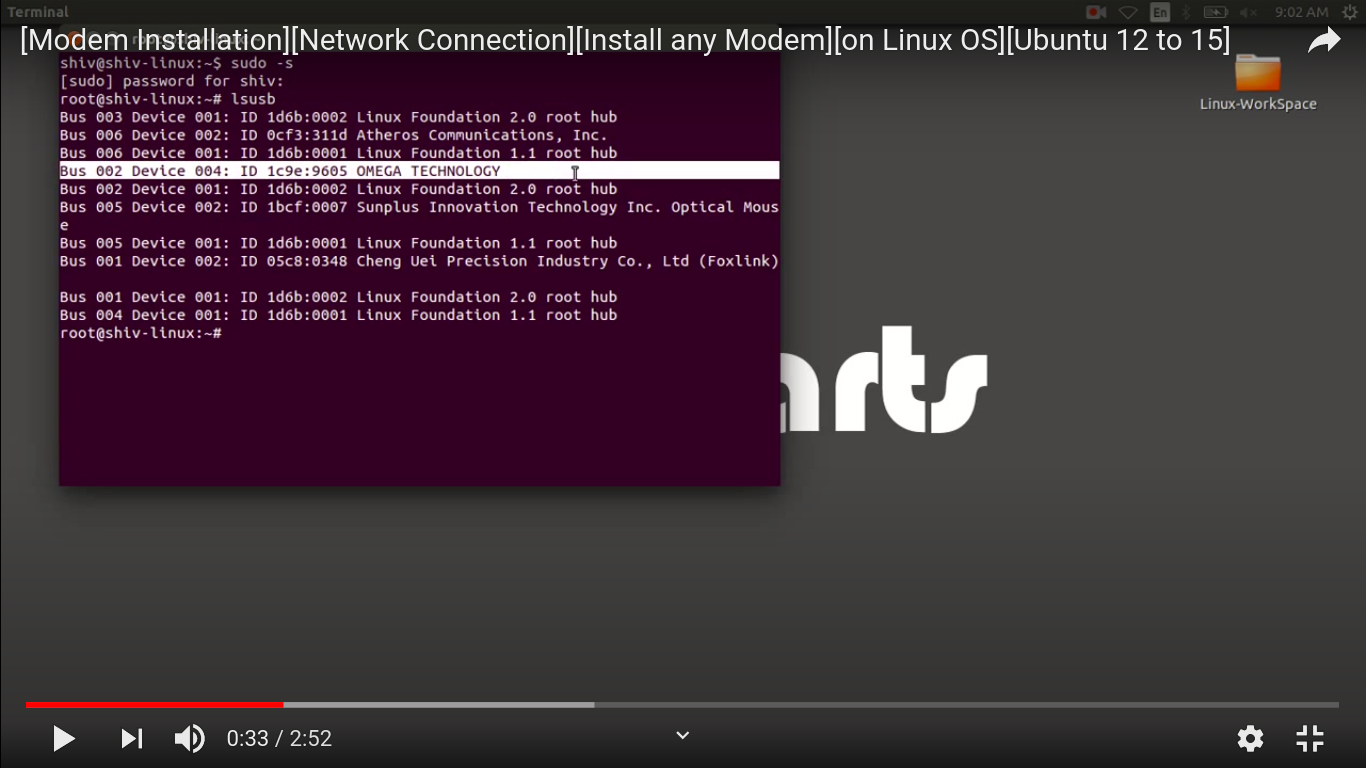 Terminal
En
9:02 AM
[Modem Installation][Network Connection][Install any Modem][on Linux OS][Ubuntu 12 to 15]
shiv@shiv-linux:~$ sudo -s
[sudo] password for shiv:
root@shiv-linux:~# lsusb
Bus 003 Device 001: ID 1d6b:0002 Linux Foundation 2.0 root hub
Bus 006 Device 002: ID 0cf3:311d Atheros Communications, Inc.
Bus 006 Device 001: ID 1d6b:0001 Linux Foundation 1.1 root hub
Bus 002 Device 004: ID 1c9e:9605 OMEGA TECHNOLOGY
Bus 002 Device 001: ID 1d6b:0002 Linux Foundation 2.0 root hub
Bus 005 Device 002: ID 1bcf:0007 Sunplus Innovation Technology Inc. Optical Mous
e
Bus 005 Device 001: ID 1d6b:0001 Linux Foundation 1.1 root hub
Bus 001 Device 002: ID 05c8:0348 Cheng Uei Precision Industry Co., Ltd (Foxlink)
Bus 001 Device 001: ID 1d6b:0002 Linux Foundation 2.0 root hub
Bus 004 Device 001: ID 1d6b:0001 Linux Foundation 1.1 root hub
root@shiv-linux:~#
Linux-WorkSpace
arts
0:33 / 2:52